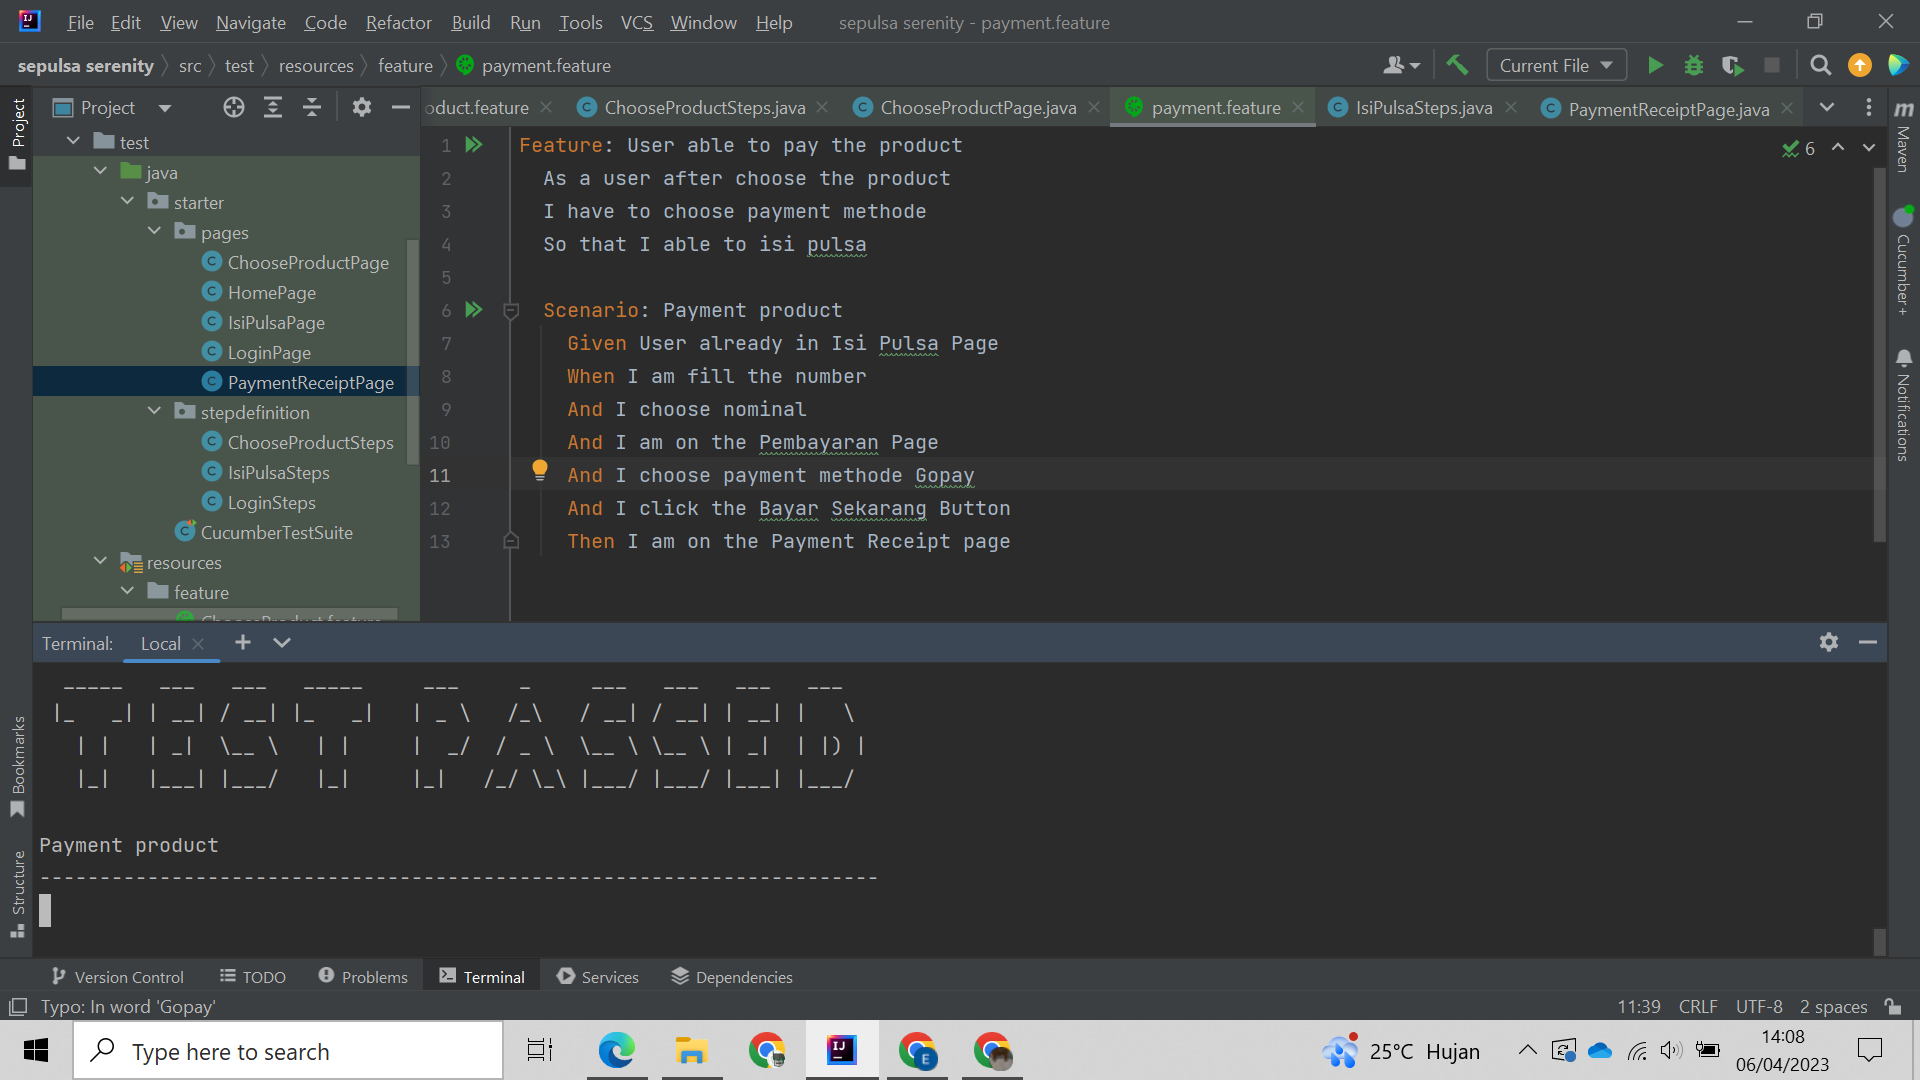 File Edit View Navigate Code Refactor Build Run Tools VCS Window Help sepulsa serenity - payment.feature
sepulsa serenity src test resources feature payment.feature Current File
Project oduct.feature ChooseProductSteps.java ChooseProductPage.java payment.feature IsiPulsaSteps.java PaymentReceiptPage.java
Project
Maven
Cucumber+
Notifications
Bookmarks
Structure
test
java
starter
pages
ChooseProductPage
HomePage
IsiPulsaPage
LoginPage
PaymentReceiptPage
stepdefinition
ChooseProductSteps
IsiPulsaSteps
LoginSteps
CucumberTestSuite
resources
feature
ChooseProduct.feature
6
1 Feature: User able to pay the product
2 As a user after choose the product
3 I have to choose payment methode
4 So that I able to isi pulsa
5
6 Scenario: Payment product
7 Given User already in Isi Pulsa Page
8 When I am fill the number
9 And I choose nominal
10 And I am on the Pembayaran Page
11 And I choose payment methode Gopay
12 And I click the Bayar Sekarang Button
13 Then I am on the Payment Receipt page
Terminal: Local
TEST PASSED
Payment product
----------------------------------------------------------------------
Version Control TODO Problems Terminal Services Dependencies
Typo: In word 'Gopay' 11:39 CRLF UTF-8 2 spaces
Type here to search 25°C Hujan 14:08
06/04/2023